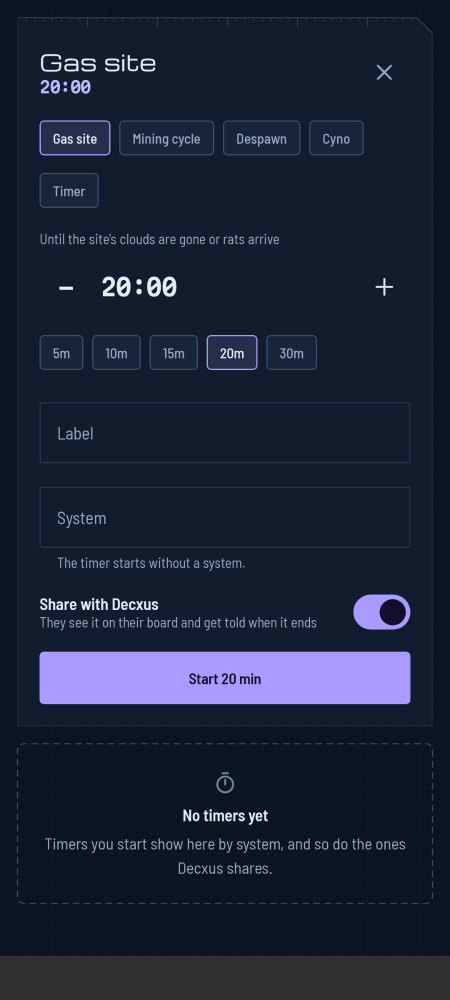 Gas site
20:00
Gas site
Mining cycle
Despawn
Cyno
Timer
Until the site's clouds are gone or rats arrive
− 20:00 +
5m
10m
15m
20m
30m
Label
System
The timer starts without a system.
Share with Decxus
They see it on their board and get told when it ends
Start 20 min
No timers yet
Timers you start show here by system, and so do the ones
Decxus shares.